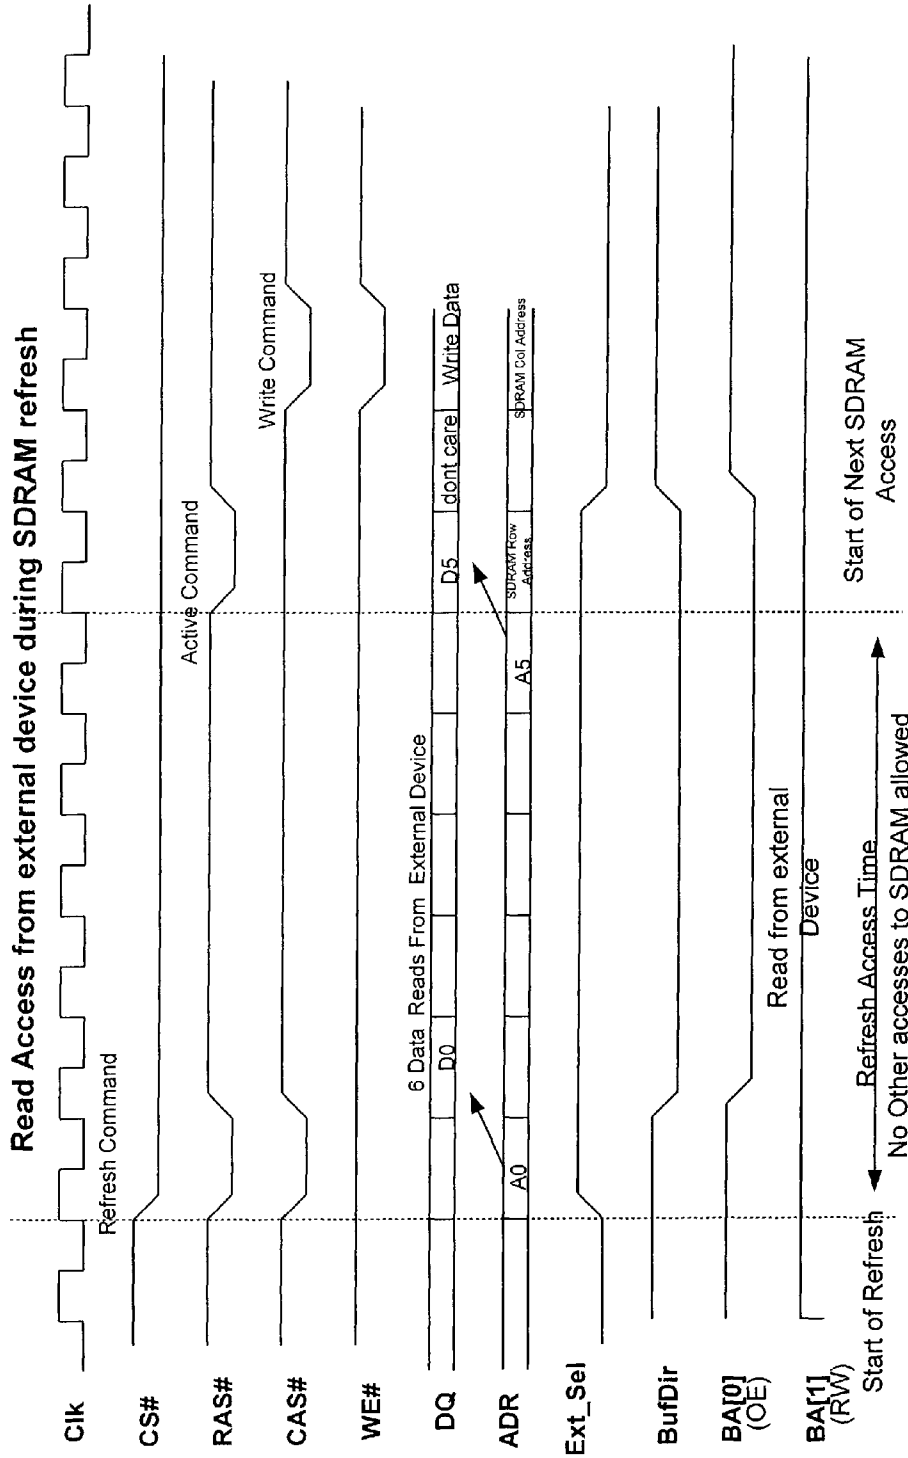 Read Access from external device during SDRAM refresh
Clk
Refresh Command
CS#
Active Command
RAS#
Write Command
CAS#
WE#
6 Data Reads From External Device
DQ
D0
D5
dont care
Write Data
ADR
A0
A5
SDRAM Row
Address
SDRAM Col Address
Ext_Sel
BufDir
BA[0]
(OE)
Read from external
Device
BA[1]
(RW)
Start of Refresh
Refresh Access Time
No Other accesses to SDRAM allowed
Start of Next SDRAM
Access